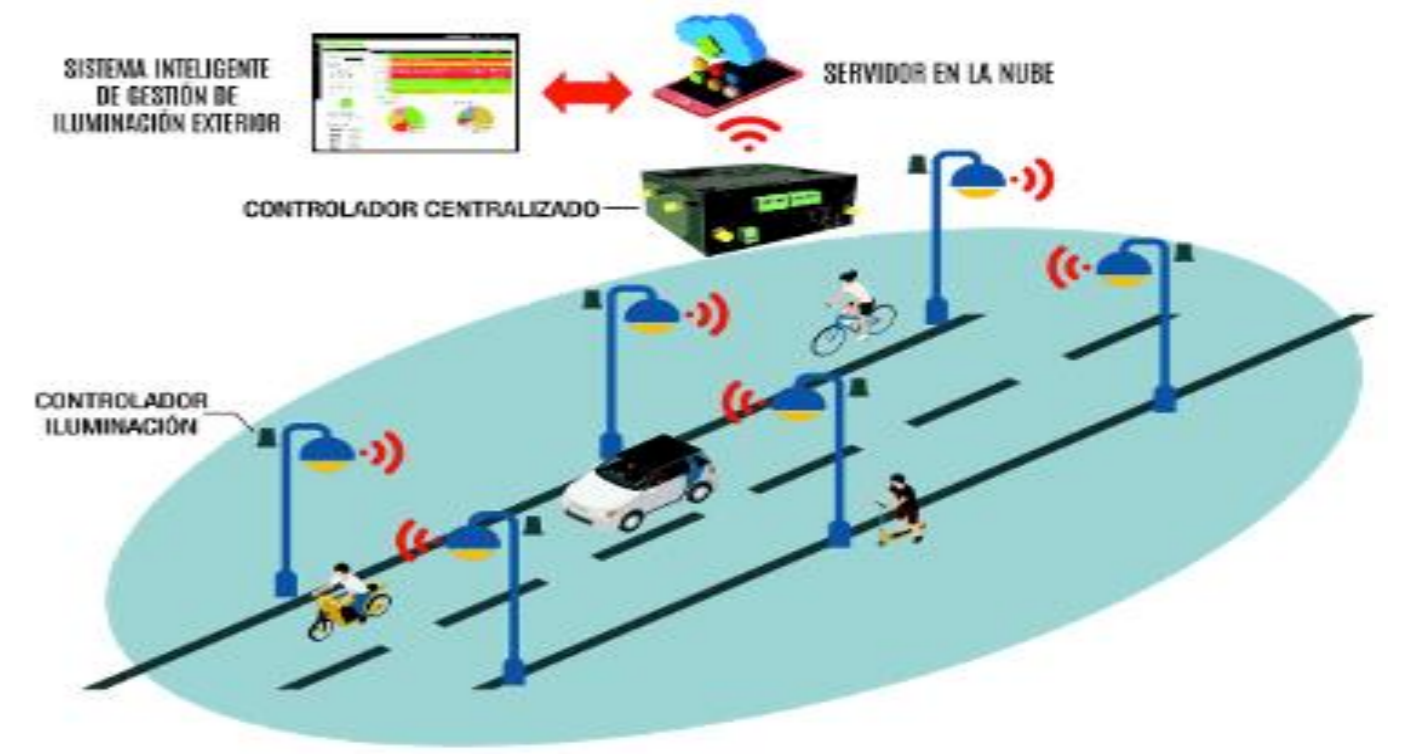 SISTEMA INTELIGENTE
DE GESTIÓN DE
ILUMINACIÓN EXTERIOR
SERVIDOR EN LA NUBE
CONTROLADOR CENTRALIZADO
CONTROLADOR
ILUMINACIÓN